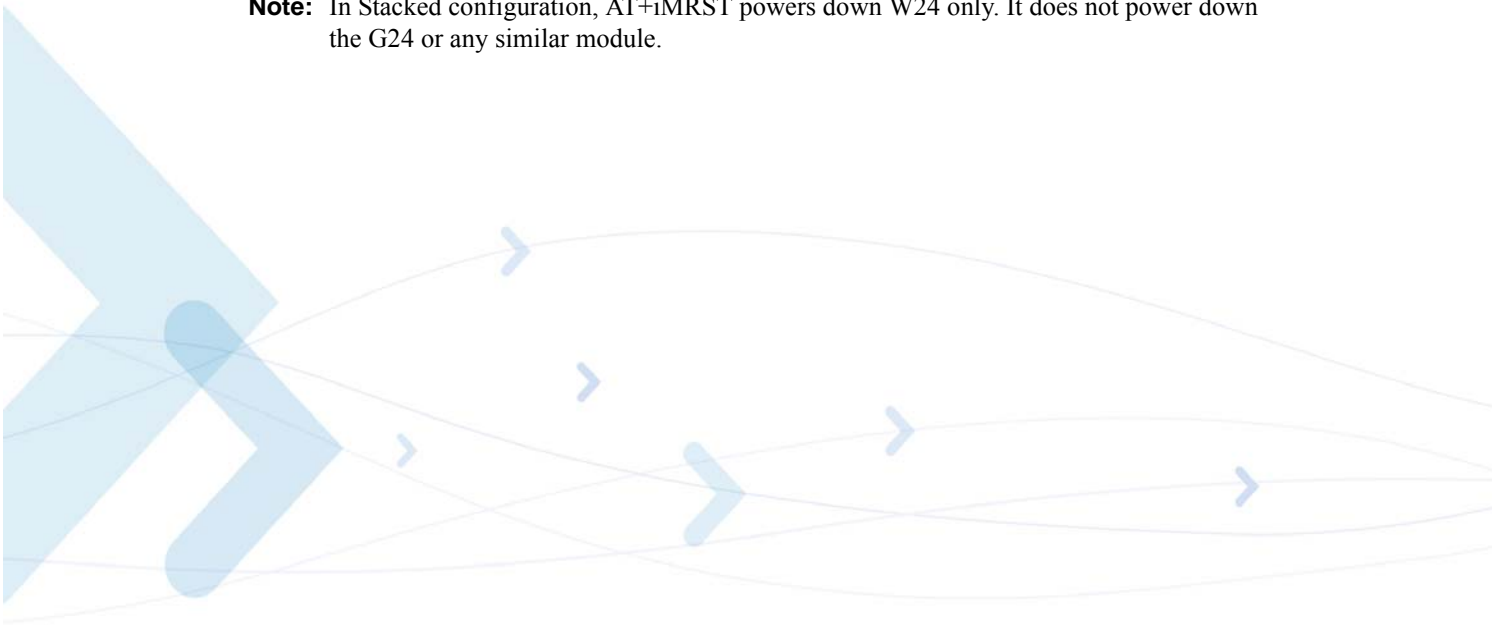 Note: In Stacked configuration, AT+iMRST powers down W24 only. It does not power down
the G24 or any similar module.